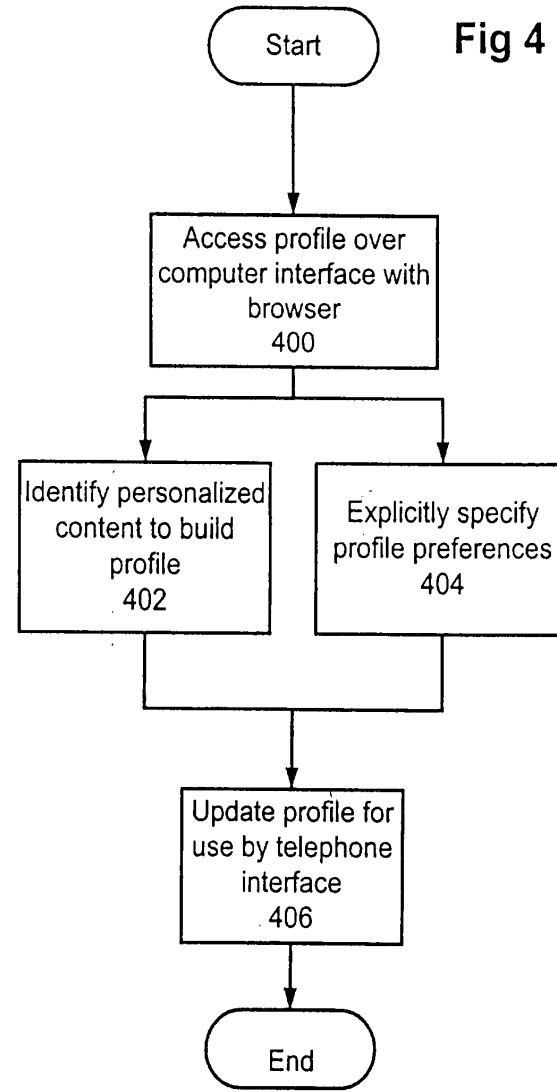 Start
Fig 4
Access profile over
computer interface with
browser
400
Identify personalized
content to build
profile
402
Explicitly specify
profile preferences
404
Update profile for
use by telephone
interface
406
End